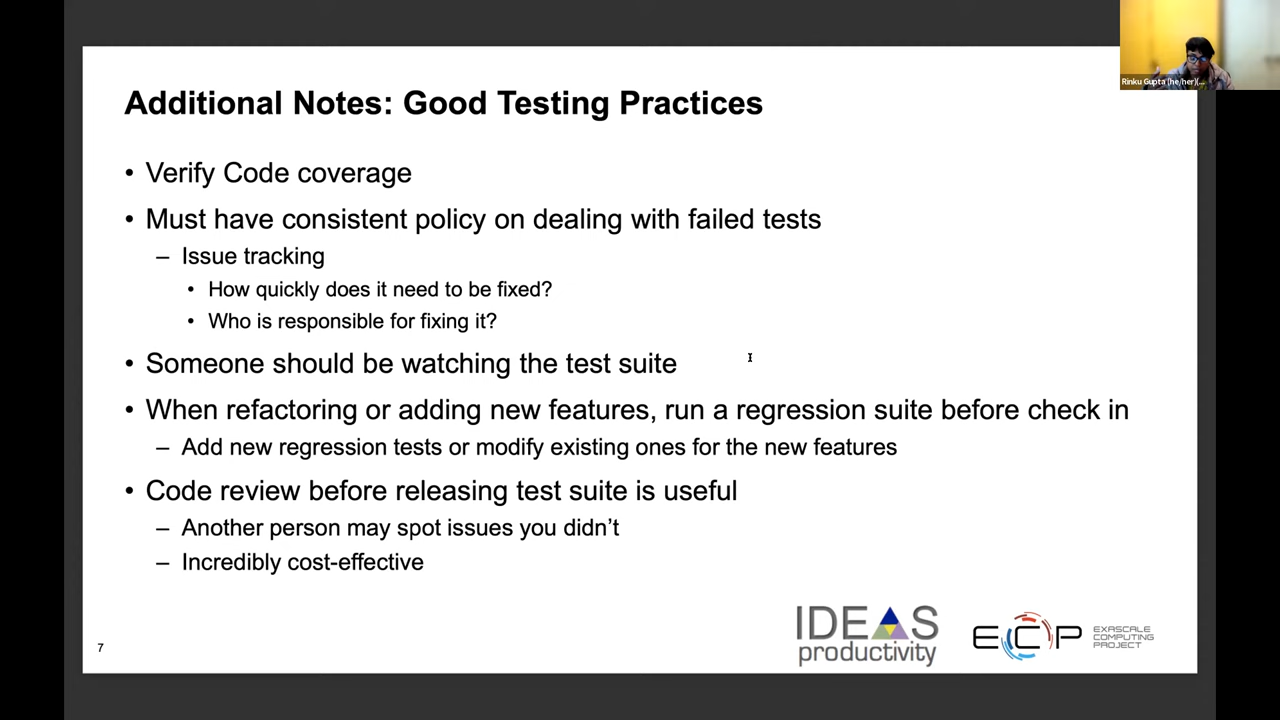 Rinku Gupta (he/her)(...
Additional Notes: Good Testing Practices
• Verify Code coverage
• Must have consistent policy on dealing with failed tests
– Issue tracking
• How quickly does it need to be fixed?
• Who is responsible for fixing it?
• Someone should be watching the test suite
• When refactoring or adding new features, run a regression suite before check in
– Add new regression tests or modify existing ones for the new features
• Code review before releasing test suite is useful
– Another person may spot issues you didn’t
– Incredibly cost-effective
7
IDEAS
productivity
ECP
EXASCALE
COMPUTING
PROJECT